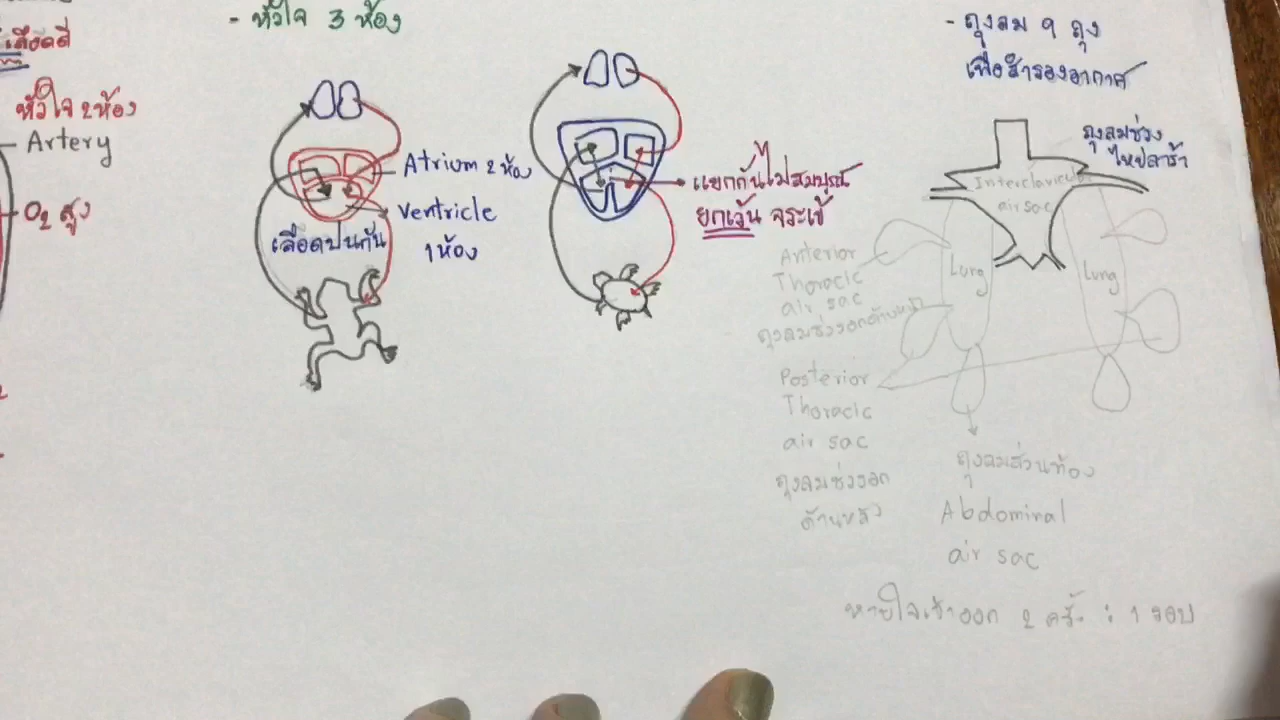 เลือดดี
หัวใจ 2 ห้อง
Artery
O2 สูง
- หัวใจ 3 ห้อง
Atrium 2 ห้อง
Ventricle
1 ห้อง
เลือดปนกัน
แยกกันไม่สมบูรณ์
ยกเว้น จระเข้
- ถุงลม 9 ถุง
เพื่อสำรองอากาศ
ถุงลมช่วง
ไหปลาร้า
Interclavicular
air sac
Anterior
Thoracic
air sac
ถุงลมช่วงอกด้านหน้า
Lung
Lung
Posterior
Thoracic
air sac
ถุงลมช่วงอก
ด้านหลัง
ถุงลมส่วนท้อง
Abdominal
air sac
หายใจเข้าออก 2 ครั้ง : 1 รอบ